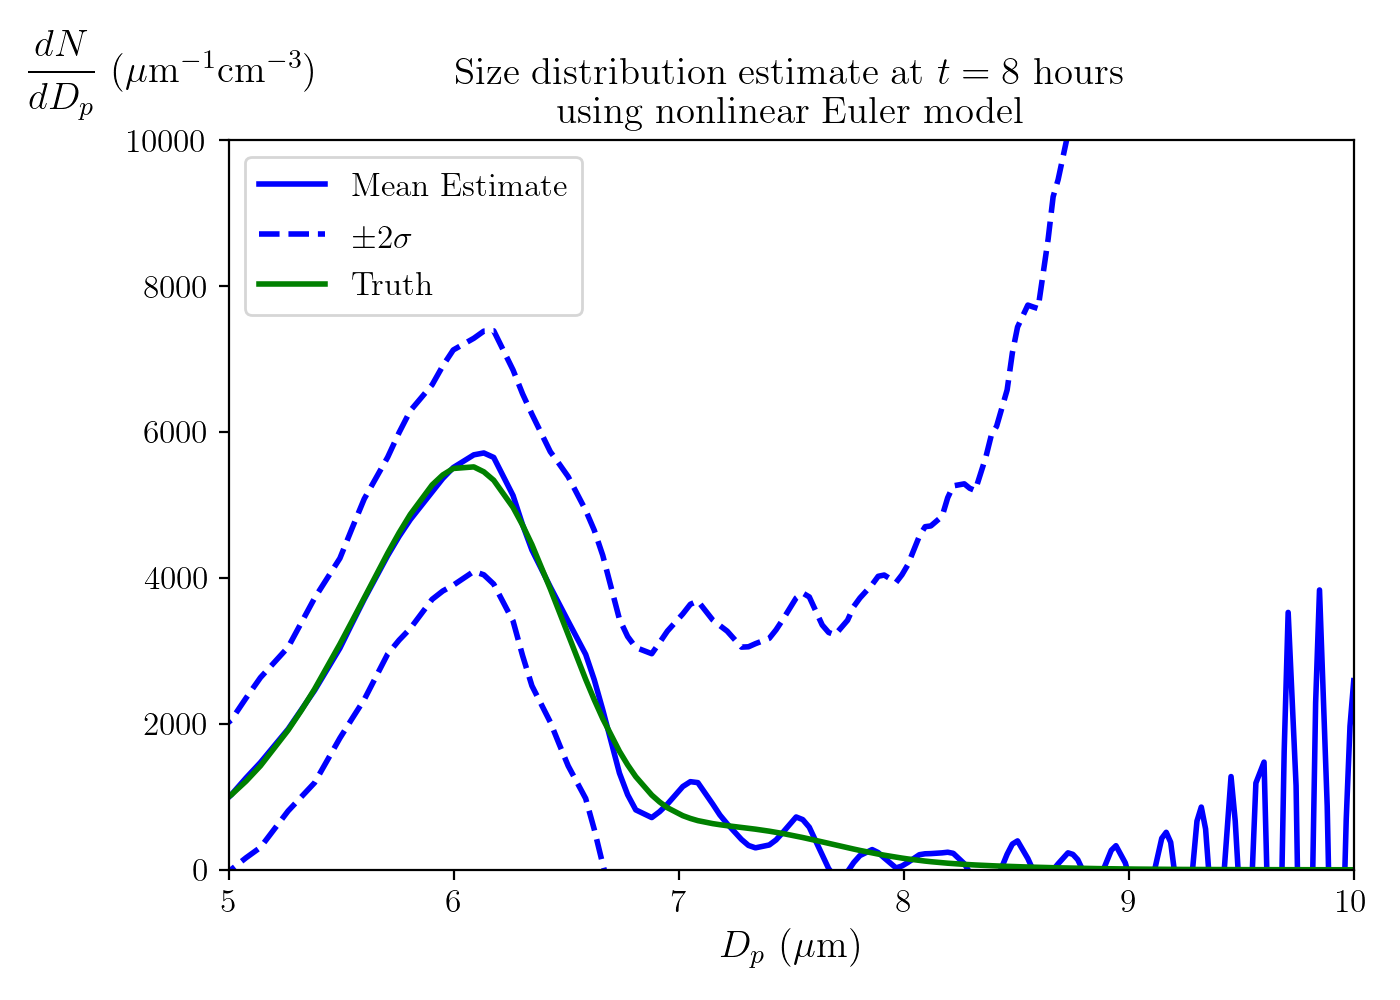 dN
dD_p (μm⁻¹cm⁻³)
Size distribution estimate at t = 8 hours
using nonlinear Euler model
10000
8000
6000
4000
2000
0
Mean Estimate
±2σ
Truth
5 6 7 8 9 10
D_p (μm)